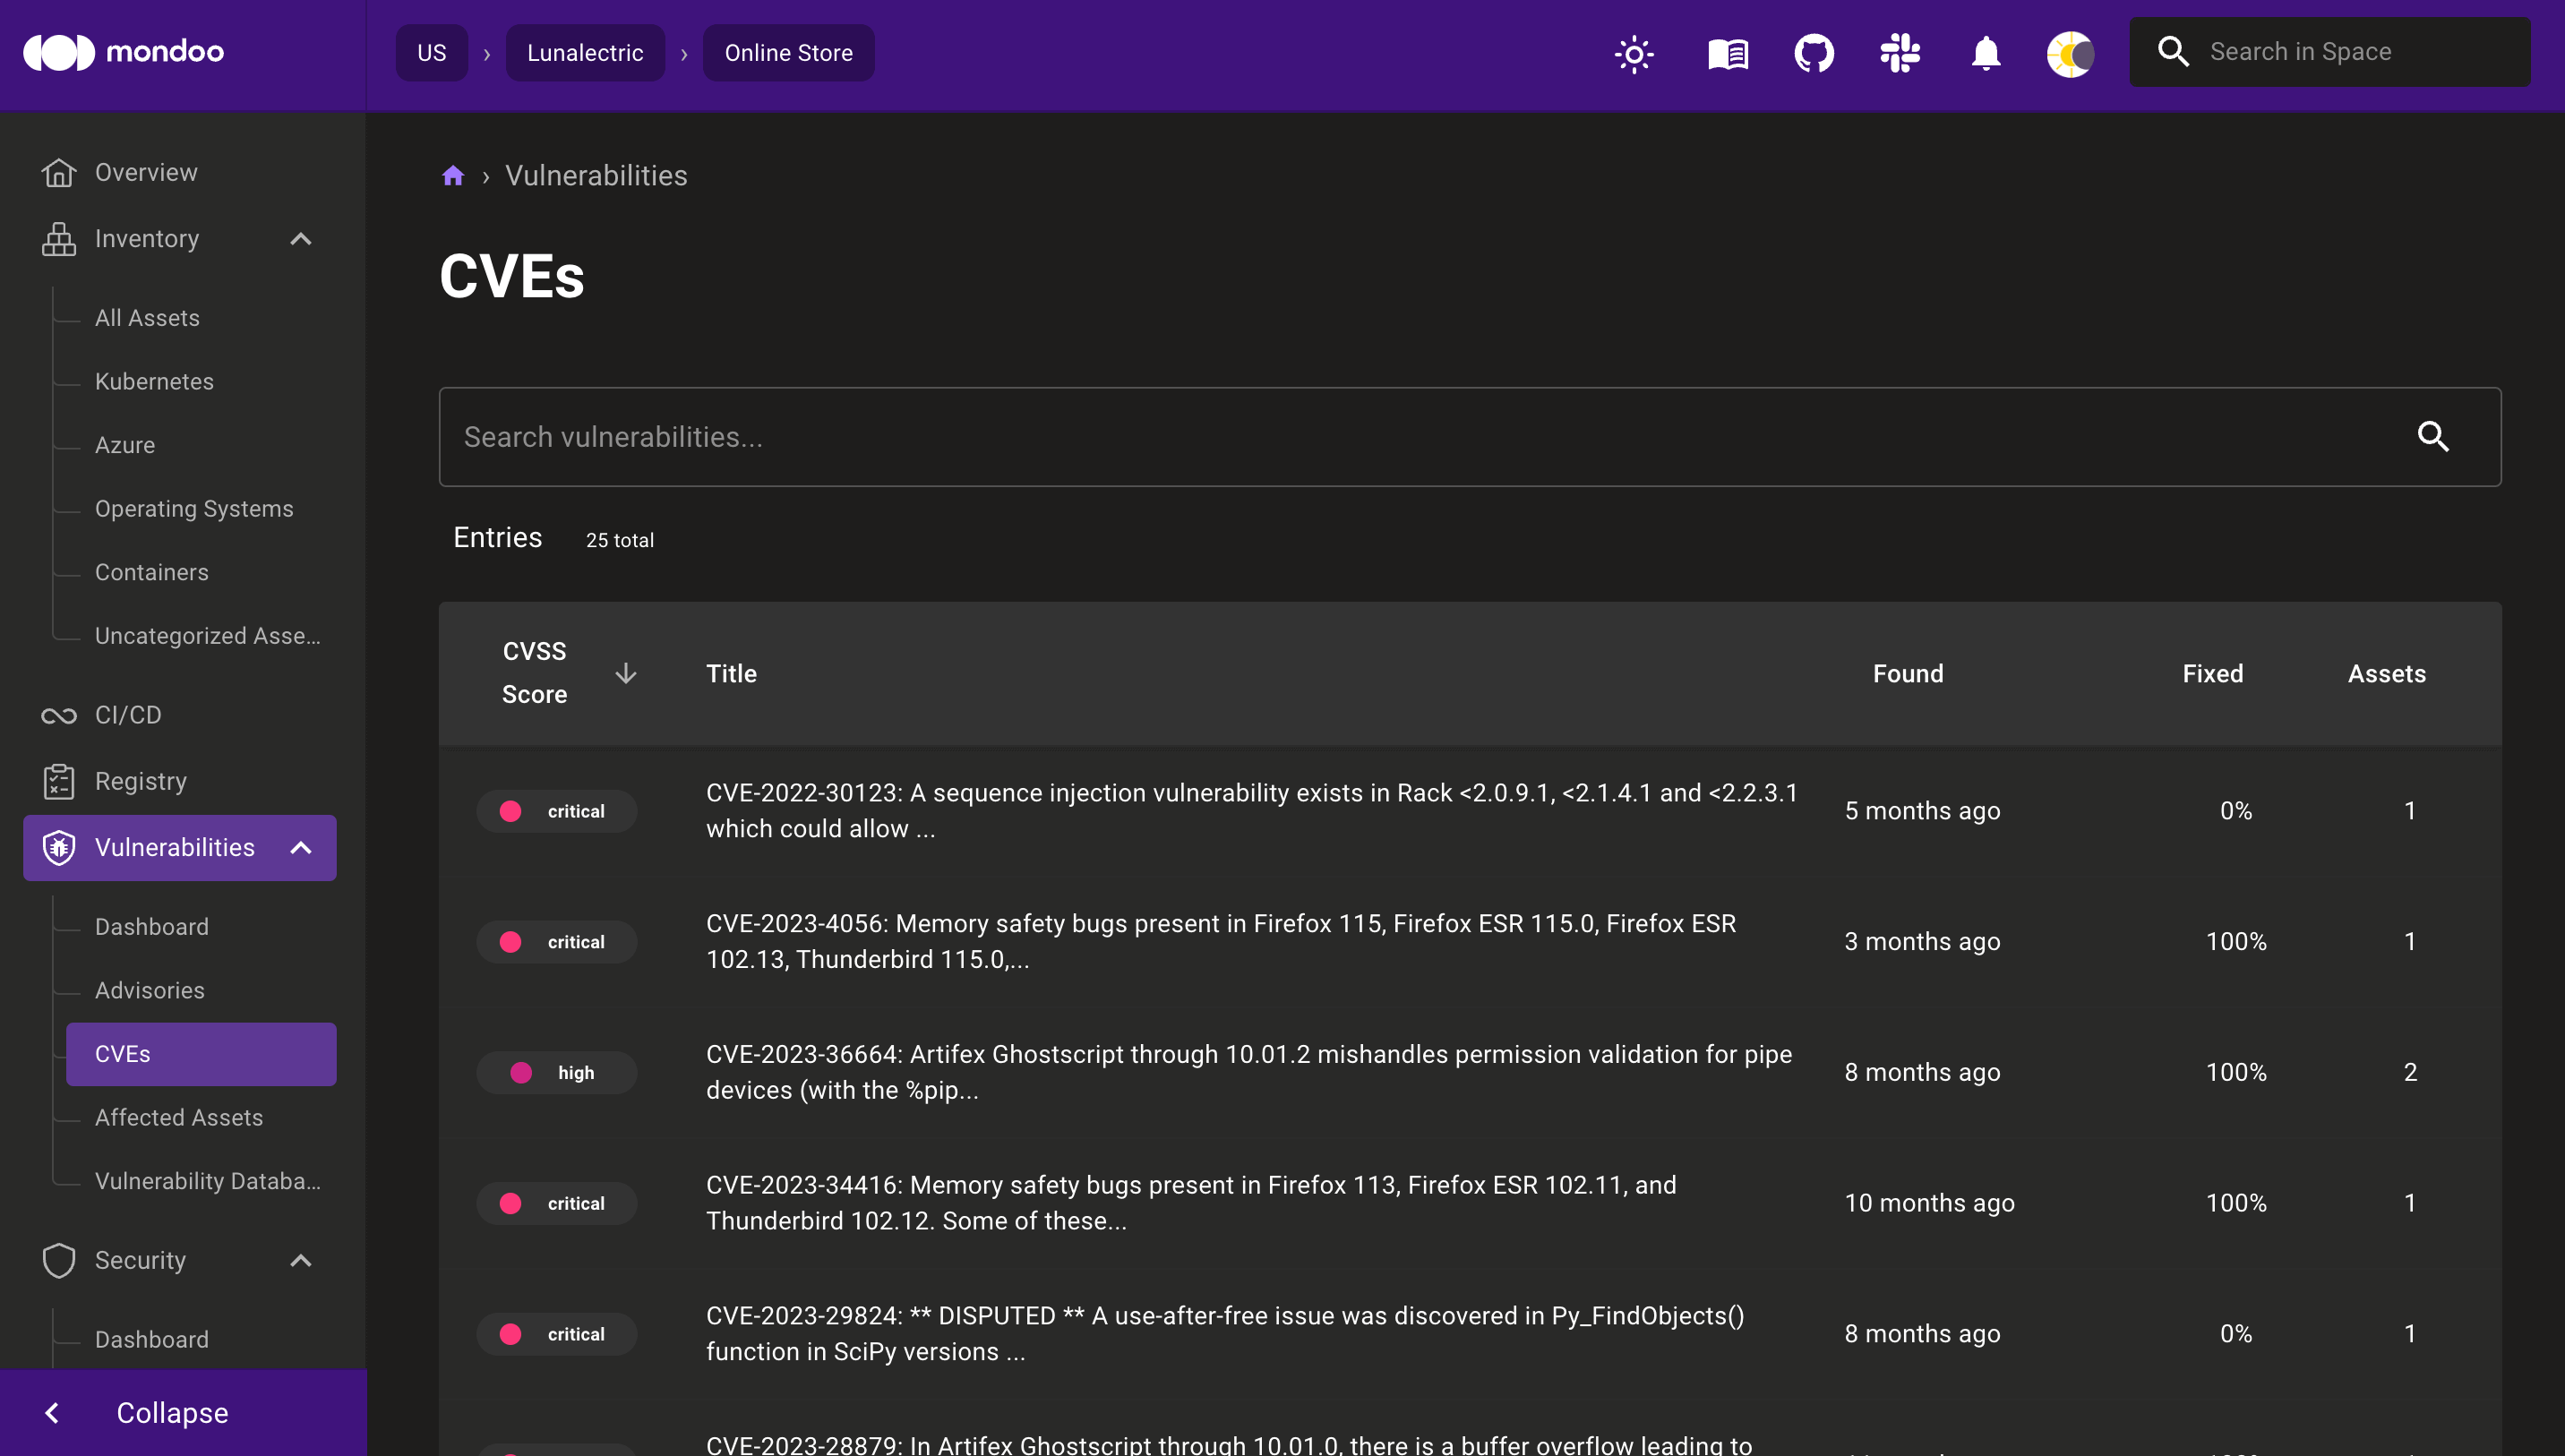 mondoo
US › Lunalectric › Online Store
Search in Space
Overview
Inventory
All Assets
Kubernetes
Azure
Operating Systems
Containers
Uncategorized Asse...
CI/CD
Registry
Vulnerabilities
Dashboard
Advisories
CVEs
Affected Assets
Vulnerability Databa...
Security
Dashboard
Collapse
› Vulnerabilities
CVEs
Search vulnerabilities...
Entries 25 total
CVSS Score Title Found Fixed Assets
critical CVE-2022-30123: A sequence injection vulnerability exists in Rack <2.0.9.1, <2.1.4.1 and <2.2.3.1
which could allow ... 5 months ago 0% 1
critical CVE-2023-4056: Memory safety bugs present in Firefox 115, Firefox ESR 115.0, Firefox ESR
102.13, Thunderbird 115.0,... 3 months ago 100% 1
high CVE-2023-36664: Artifex Ghostscript through 10.01.2 mishandles permission validation for pipe
devices (with the %pip... 8 months ago 100% 2
critical CVE-2023-34416: Memory safety bugs present in Firefox 113, Firefox ESR 102.11, and
Thunderbird 102.12. Some of these... 10 months ago 100% 1
critical CVE-2023-29824: ** DISPUTED ** A use-after-free issue was discovered in Py_FindObjects()
function in SciPy versions ... 8 months ago 0% 1
CVE-2023-28879: In Artifex Ghostscript through 10.01.0, there is a buffer overflow leading to